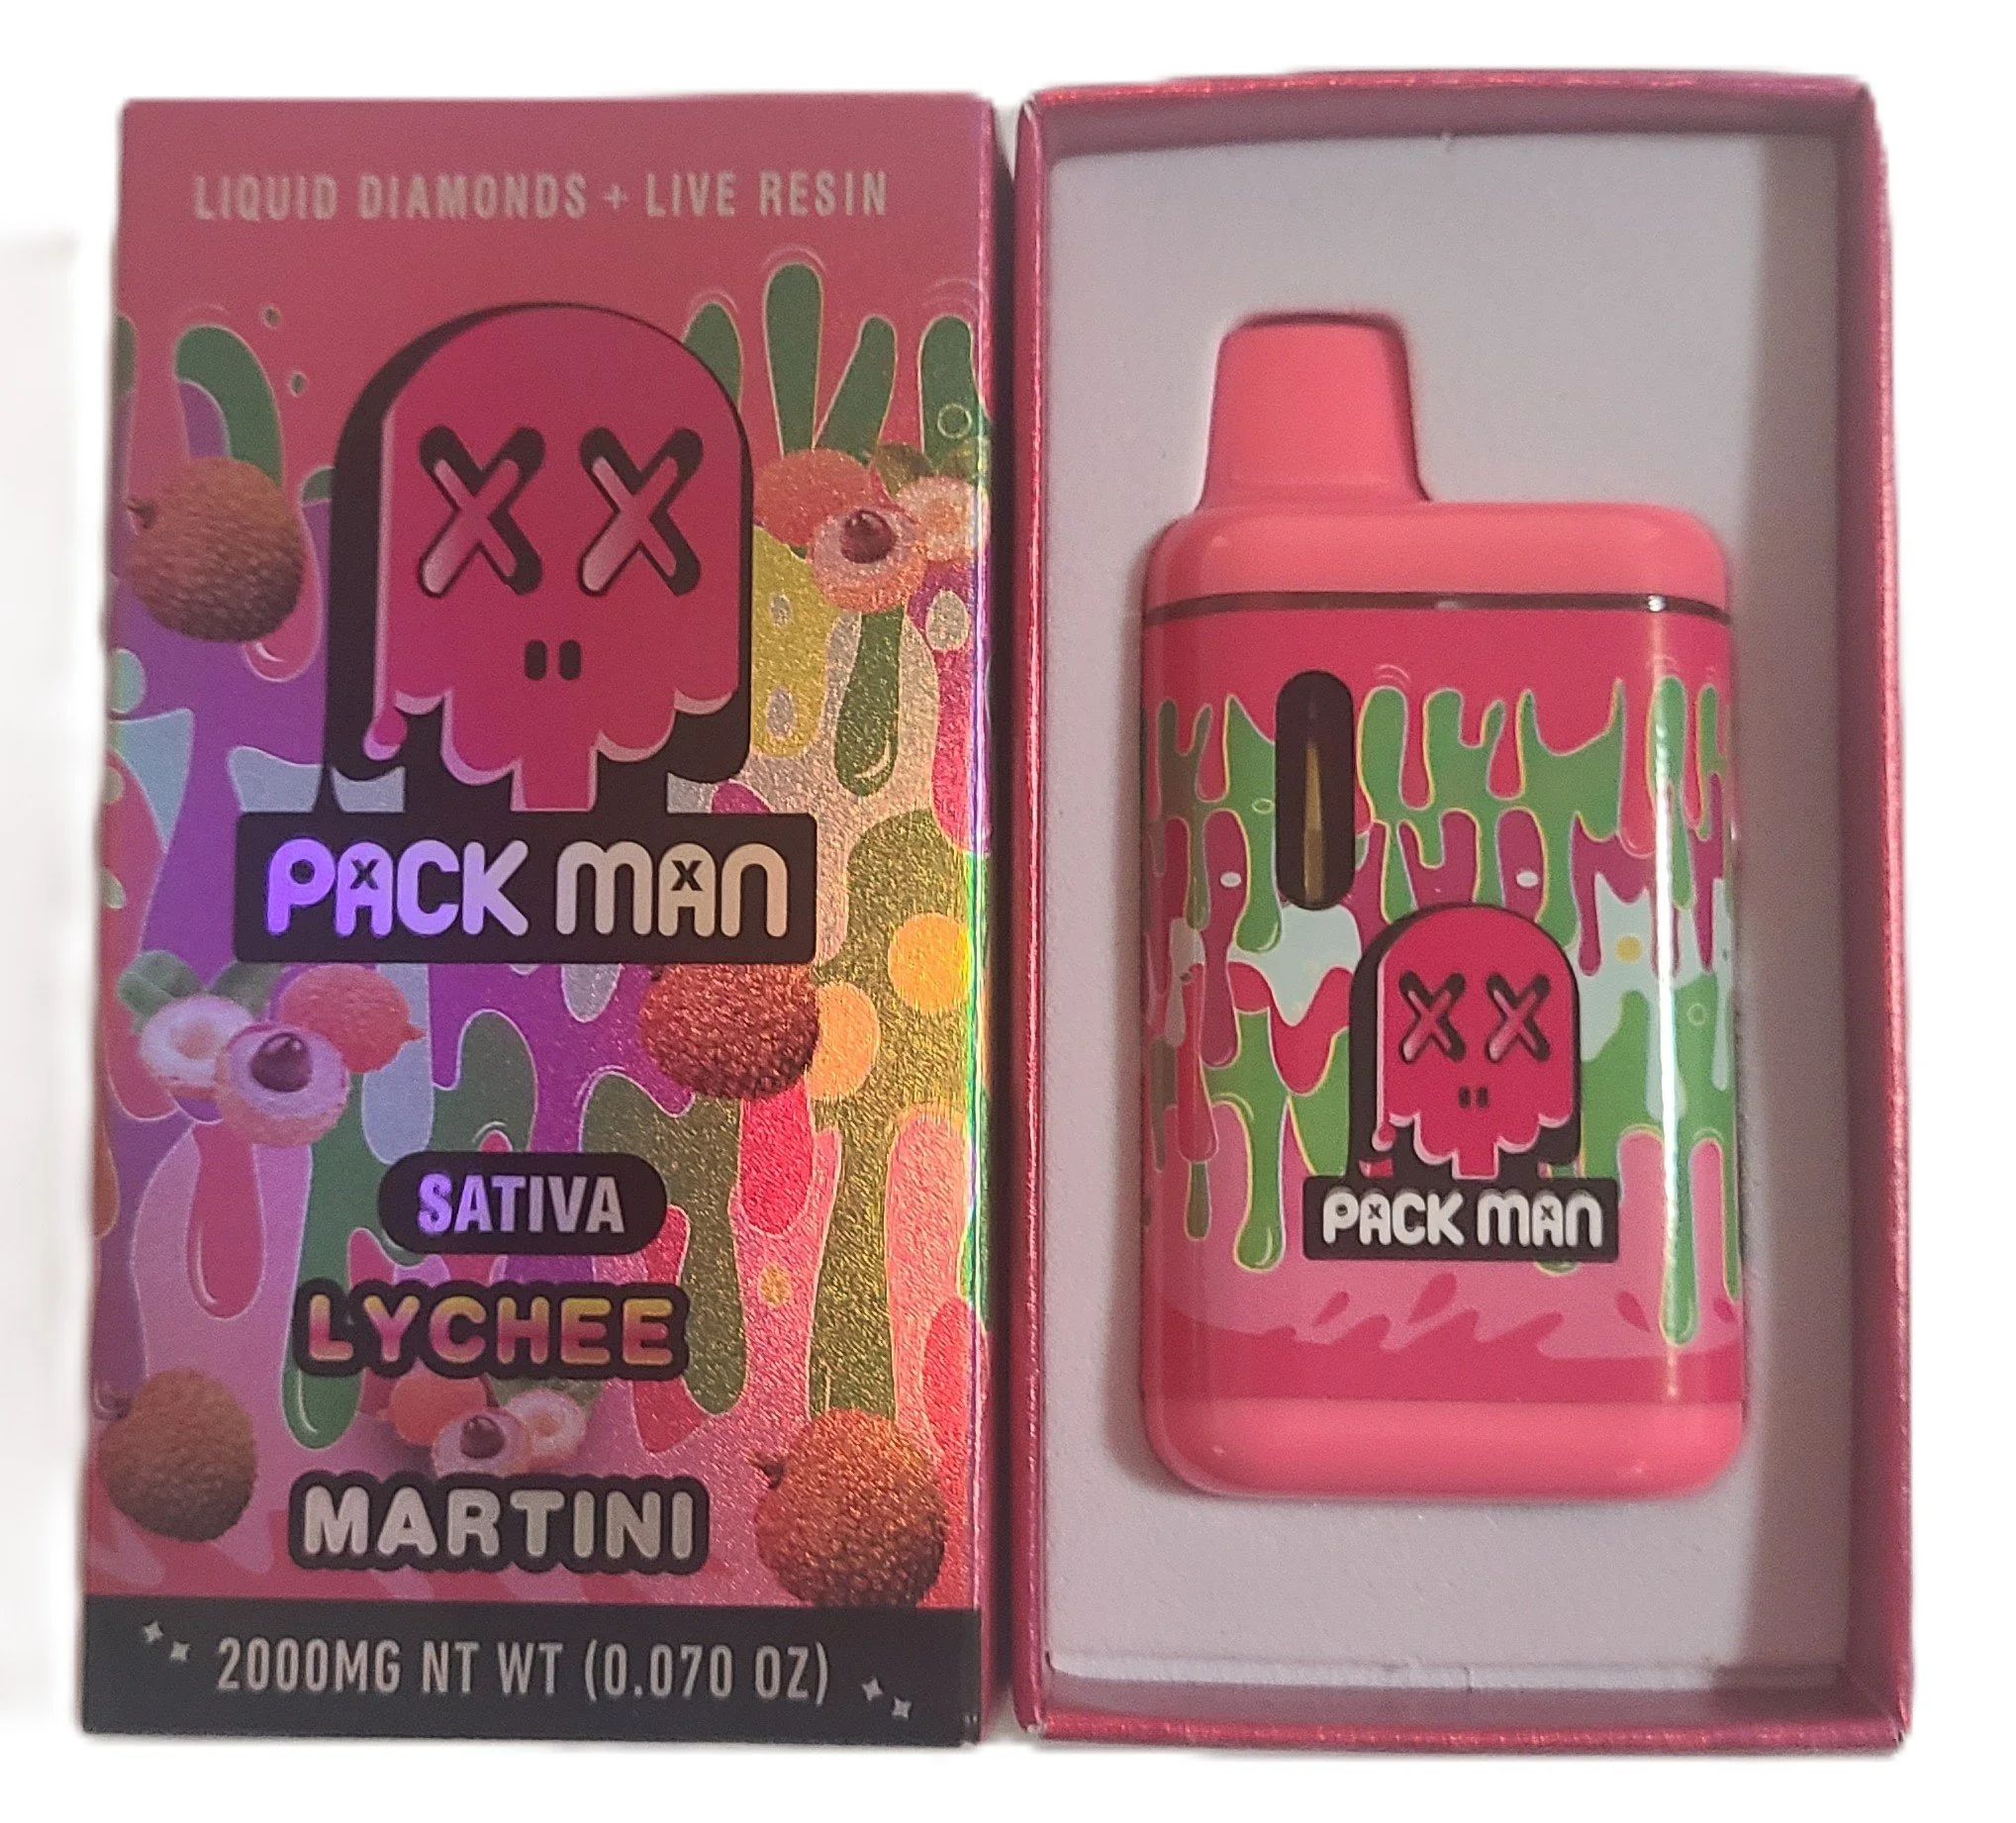 LIQUID DIAMONDS + LIVE RESIN
PACK MAN
SATIVA
LYCHEE
MARTINI
2000MG NT WT (0.070 OZ)
PACK MAN